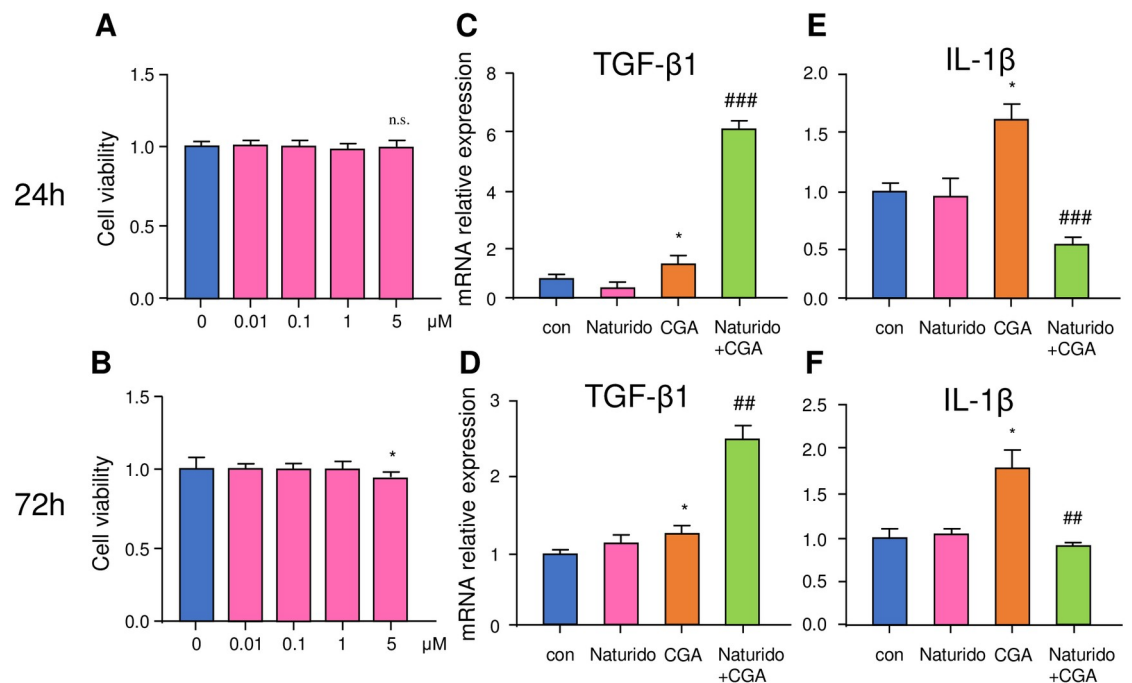 A
C
E
TGF-β1
IL-1β
24h
Cell viability
1.5
1.0
0.5
0.0
n.s.
0 0.01 0.1 1 5 μM
mRNA relative expression
8
6
4
2
0
*
###
con Naturido CGA Naturido
+CGA
2.0
1.5
1.0
0.5
0.0
*
###
con Naturido CGA Naturido
+CGA
B
D
F
TGF-β1
IL-1β
72h
Cell viability
1.5
1.0
0.5
0.0
*
0 0.01 0.1 1 5 μM
mRNA relative expression
3
2
1
0
*
##
con Naturido CGA Naturido
+CGA
2.5
2.0
1.5
1.0
0.5
0.0
*
##
con Naturido CGA Naturido
+CGA